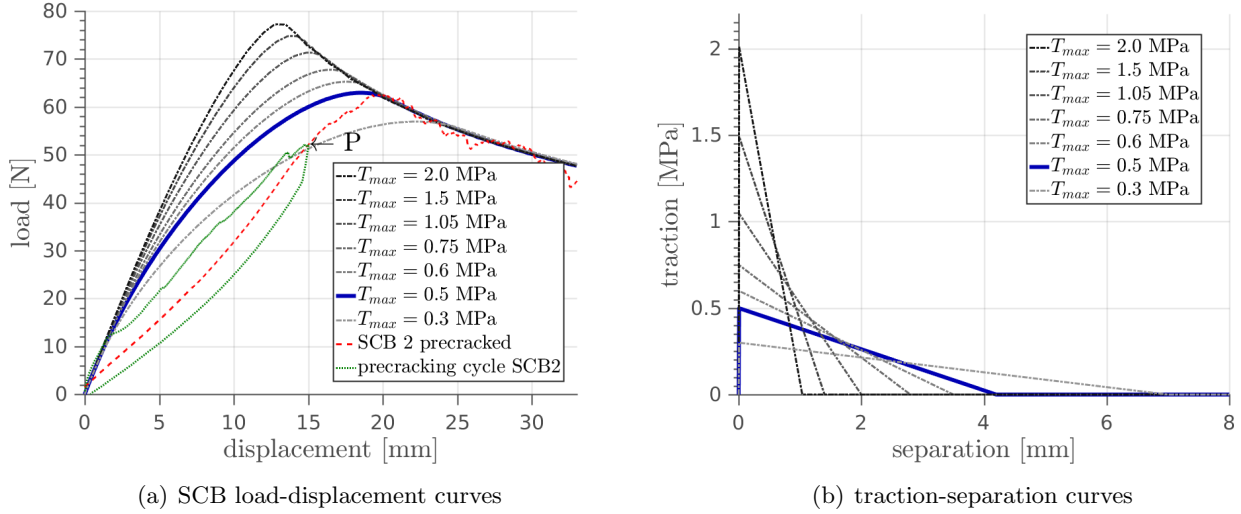 80
70
60
50
40
30
20
10
0
load [N]
0
5
10
15
20
25
30
displacement [mm]
P
T_max = 2.0 MPa
T_max = 1.5 MPa
T_max = 1.05 MPa
T_max = 0.75 MPa
T_max = 0.6 MPa
T_max = 0.5 MPa
T_max = 0.3 MPa
SCB 2 precracked
precracking cycle SCB2
(a) SCB load-displacement curves
2
1.5
1
0.5
0
traction [MPa]
0
2
4
6
8
separation [mm]
T_max = 2.0 MPa
T_max = 1.5 MPa
T_max = 1.05 MPa
T_max = 0.75 MPa
T_max = 0.6 MPa
T_max = 0.5 MPa
T_max = 0.3 MPa
(b) traction-separation curves